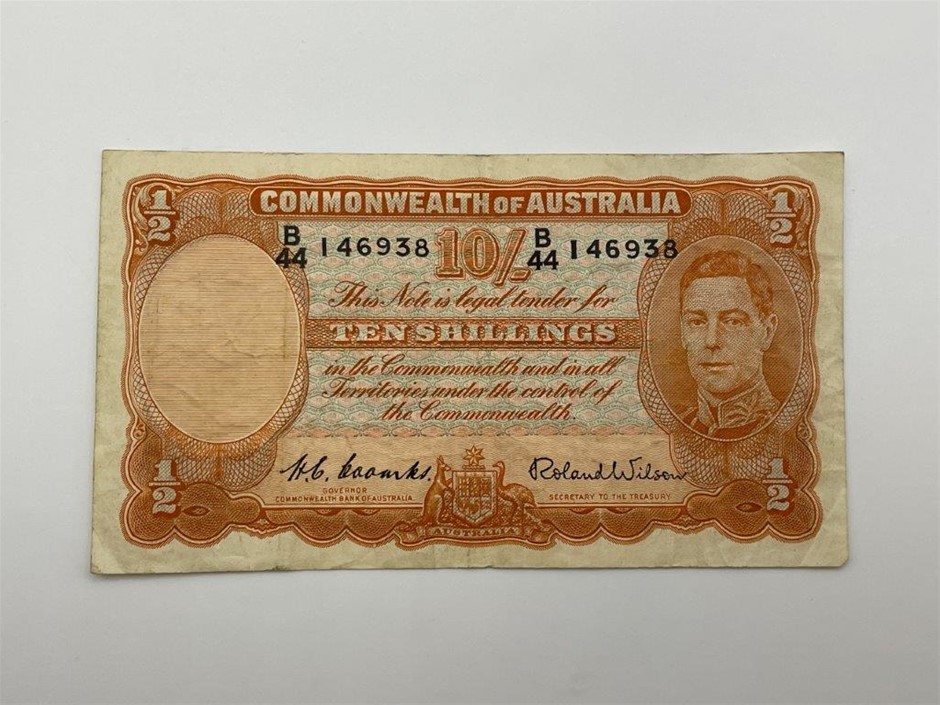 1/2 COMMONWEALTH OF AUSTRALIA 1/2
B/44 146938 10/- B/44 146938
This Note is legal tender for
TEN SHILLINGS
in the Commonwealth and in all
Territories under the control of
the Commonwealth.
1/2 H.C. Coombs. Roland Wilson 1/2
GOVERNOR
COMMONWEALTH BANK OF AUSTRALIA.
SECRETARY TO THE TREASURY
AUSTRALIA